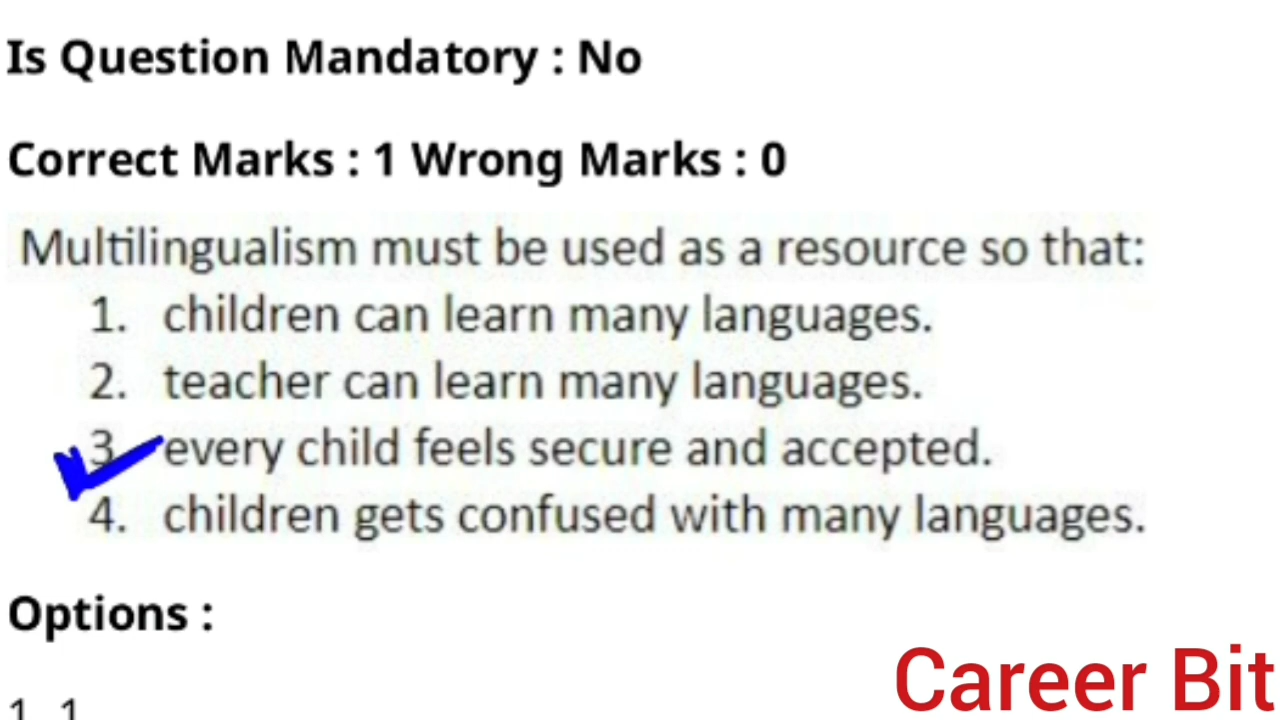 Is Question Mandatory : No
Correct Marks : 1 Wrong Marks : 0
Multilingualism must be used as a resource so that:
1. children can learn many languages.
2. teacher can learn many languages.
3. every child feels secure and accepted.
4. children gets confused with many languages.
Options :
1. 1
Career Bit